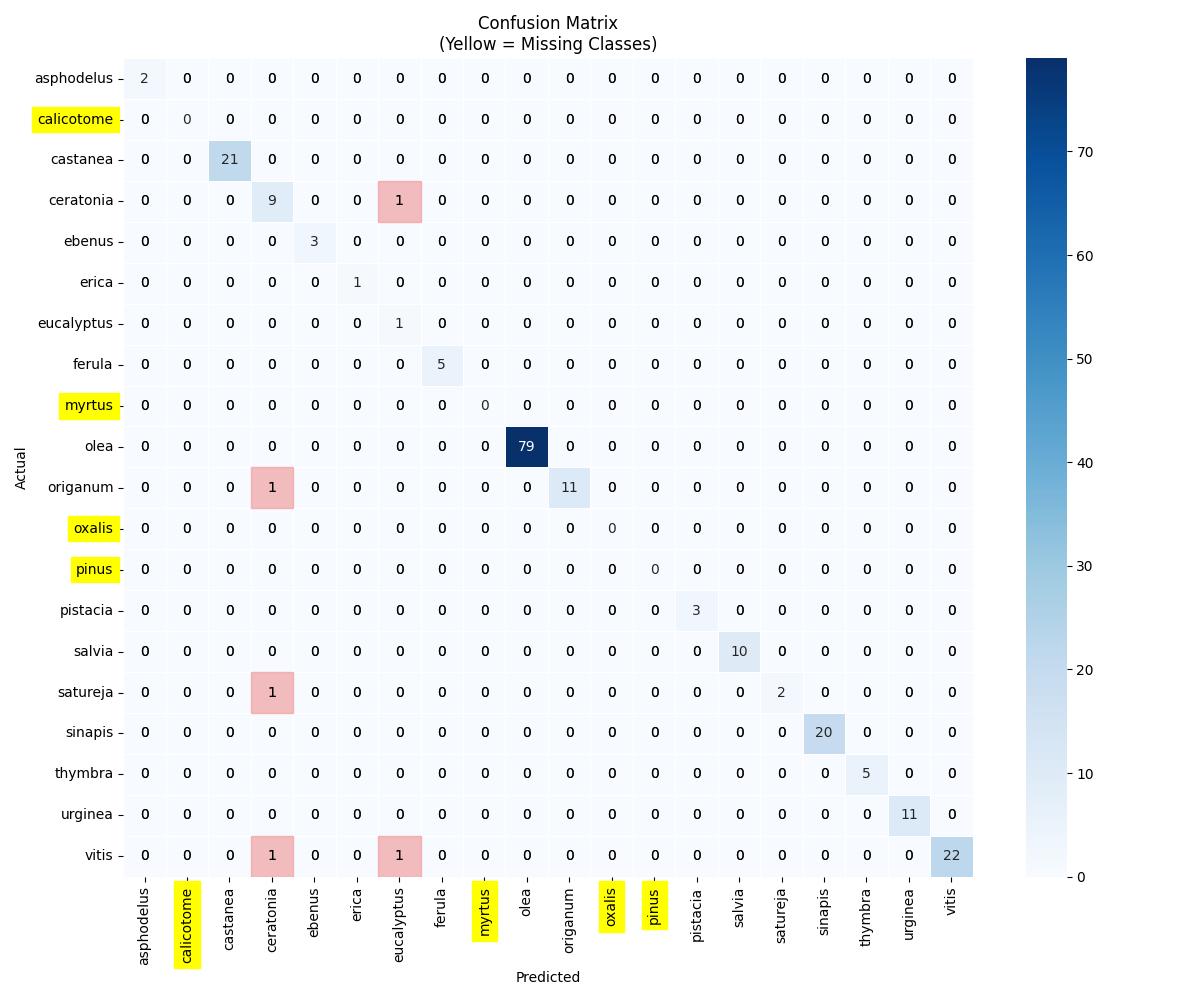 Confusion Matrix
(Yellow = Missing Classes)
asphodelus 2 0 0 0 0 0 0 0 0 0 0 0 0 0 0 0 0 0 0 0
calicotome 0 0 0 0 0 0 0 0 0 0 0 0 0 0 0 0 0 0 0 0
castanea 0 0 21 0 0 0 0 0 0 0 0 0 0 0 0 0 0 0 0 0
ceratonia 0 0 0 9 0 0 1 0 0 0 0 0 0 0 0 0 0 0 0 0
ebenus 0 0 0 0 3 0 0 0 0 0 0 0 0 0 0 0 0 0 0 0
erica 0 0 0 0 0 1 0 0 0 0 0 0 0 0 0 0 0 0 0 0
eucalyptus 0 0 0 0 0 0 1 0 0 0 0 0 0 0 0 0 0 0 0 0
ferula 0 0 0 0 0 0 0 5 0 0 0 0 0 0 0 0 0 0 0 0
myrtus 0 0 0 0 0 0 0 0 0 0 0 0 0 0 0 0 0 0 0 0
olea 0 0 0 0 0 0 0 0 0 79 0 0 0 0 0 0 0 0 0 0
origanum 0 0 0 1 0 0 0 0 0 0 11 0 0 0 0 0 0 0 0 0
oxalis 0 0 0 0 0 0 0 0 0 0 0 0 0 0 0 0 0 0 0 0
pinus 0 0 0 0 0 0 0 0 0 0 0 0 0 0 0 0 0 0 0 0
pistacia 0 0 0 0 0 0 0 0 0 0 0 0 0 3 0 0 0 0 0 0
salvia 0 0 0 0 0 0 0 0 0 0 0 0 0 0 10 0 0 0 0 0
satureja 0 0 0 1 0 0 0 0 0 0 0 0 0 0 0 2 0 0 0 0
sinapis 0 0 0 0 0 0 0 0 0 0 0 0 0 0 0 0 20 0 0 0
thymbra 0 0 0 0 0 0 0 0 0 0 0 0 0 0 0 0 0 5 0 0
urginea 0 0 0 0 0 0 0 0 0 0 0 0 0 0 0 0 0 0 11 0
vitis 0 0 0 1 0 0 1 0 0 0 0 0 0 0 0 0 0 0 0 22
Actual
asphodelus
calicotome
castanea
ceratonia
ebenus
erica
eucalyptus
ferula
myrtus
olea
origanum
oxalis
pinus
pistacia
salvia
satureja
sinapis
thymbra
urginea
vitis
Predicted
70
60
50
40
30
20
10
0